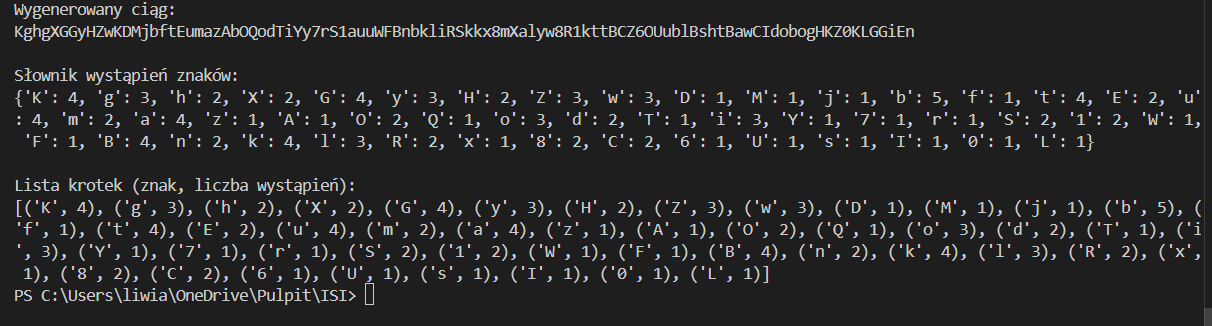 Wygenerowany ciąg:
KghgXGGyHZwKDMjbftEumazAbOQodTiYy7rS1auuWFBnbkliRSkkx8mXalyw8R1kttBCZ6OUublBshtBawCIdobogHKZ0KLGGiEn
Słownik wystąpień znaków:
{'K': 4, 'g': 3, 'h': 2, 'X': 2, 'G': 4, 'y': 3, 'H': 2, 'Z': 3, 'w': 3, 'D': 1, 'M': 1, 'j': 1, 'b': 5, 'f': 1, 't': 4, 'E': 2, 'u'
: 4, 'm': 2, 'a': 4, 'z': 1, 'A': 1, 'O': 2, 'Q': 1, 'o': 3, 'd': 2, 'T': 1, 'i': 3, 'Y': 1, '7': 1, 'r': 1, 'S': 2, '1': 2, 'W': 1,
'F': 1, 'B': 4, 'n': 2, 'k': 4, 'l': 3, 'R': 2, 'x': 1, '8': 2, 'C': 2, '6': 1, 'U': 1, 's': 1, 'I': 1, '0': 1, 'L': 1}
Lista krotek (znak, liczba wystąpień):
[('K', 4), ('g', 3), ('h', 2), ('X', 2), ('G', 4), ('y', 3), ('H', 2), ('Z', 3), ('w', 3), ('D', 1), ('M', 1), ('j', 1), ('b', 5), (
'f', 1), ('t', 4), ('E', 2), ('u', 4), ('m', 2), ('a', 4), ('z', 1), ('A', 1), ('O', 2), ('Q', 1), ('o', 3), ('d', 2), ('T', 1), ('i
', 3), ('Y', 1), ('7', 1), ('r', 1), ('S', 2), ('1', 2), ('W', 1), ('F', 1), ('B', 4), ('n', 2), ('k', 4), ('l', 3), ('R', 2), ('x',
1), ('8', 2), ('C', 2), ('6', 1), ('U', 1), ('s', 1), ('I', 1), ('0', 1), ('L', 1)]
PS C:\Users\liwia\OneDrive\Pulpit\ISI>